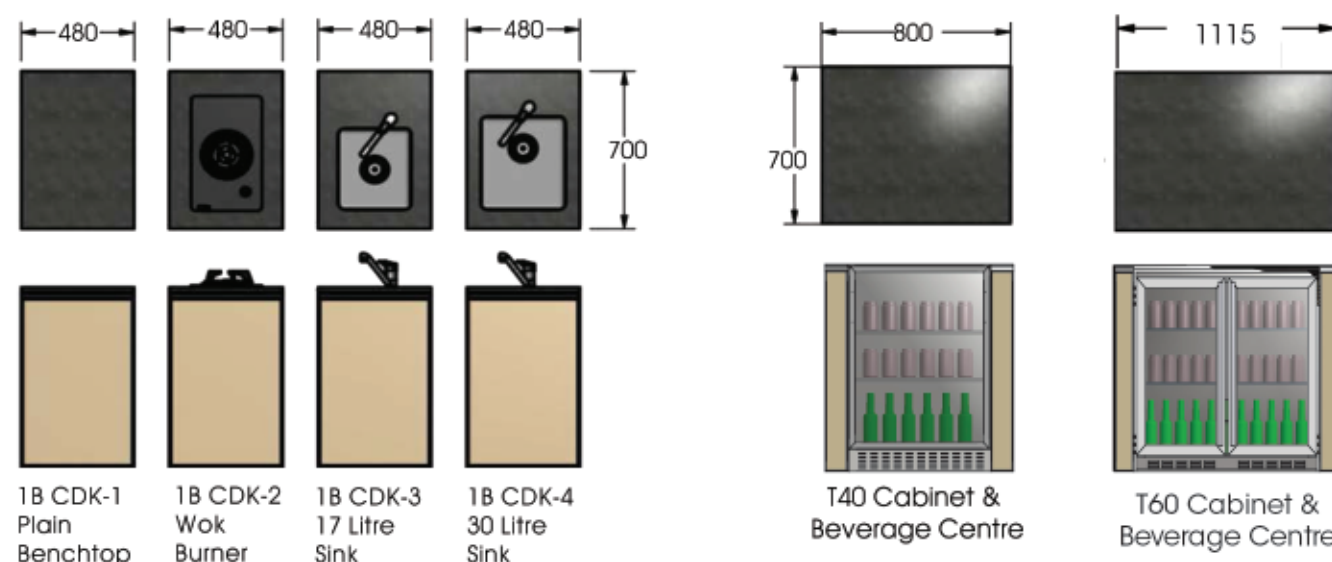 480
480
480
480
800
1115
700
700
1B CDK-1
Plain
Benchtop
1B CDK-2
Wok
Burner
1B CDK-3
17 Litre
Sink
1B CDK-4
30 Litre
Sink
T40 Cabinet &
Beverage Centre
T60 Cabinet &
Beverage Centre